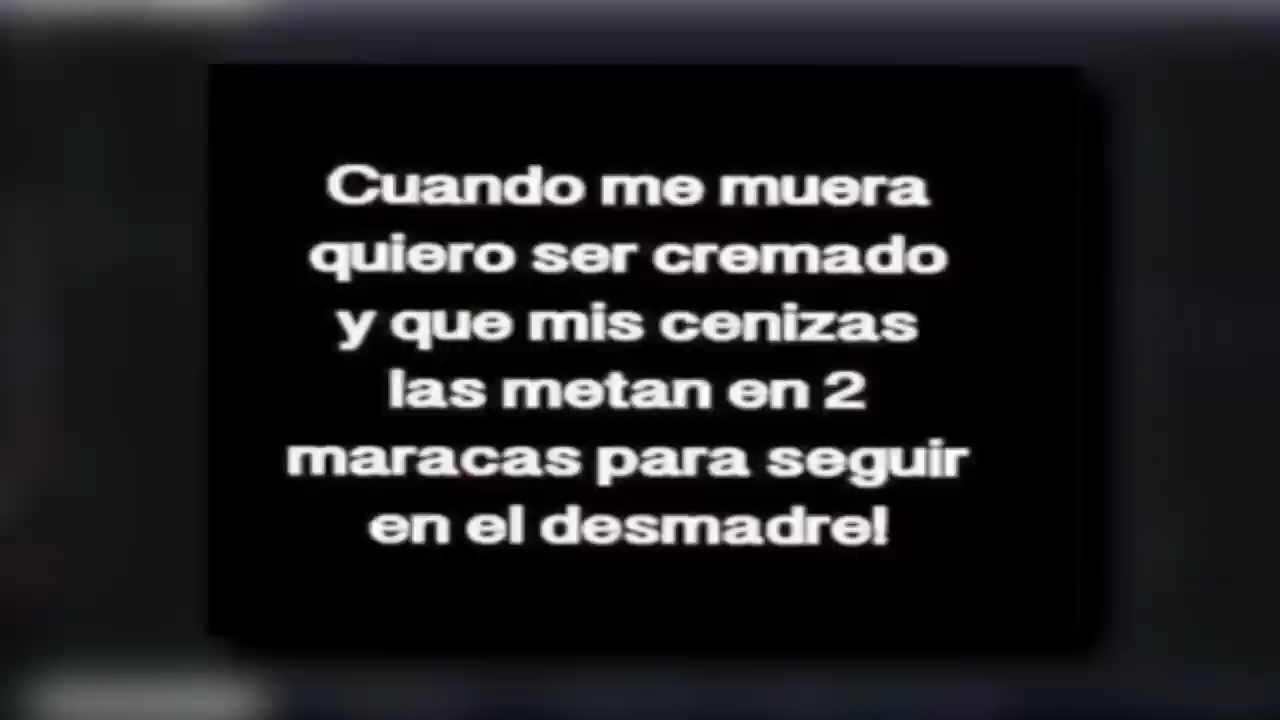 Cuando me muera
quiero ser cremado
y que mis cenizas
las metan en 2
maracas para seguir
en el desmadre!